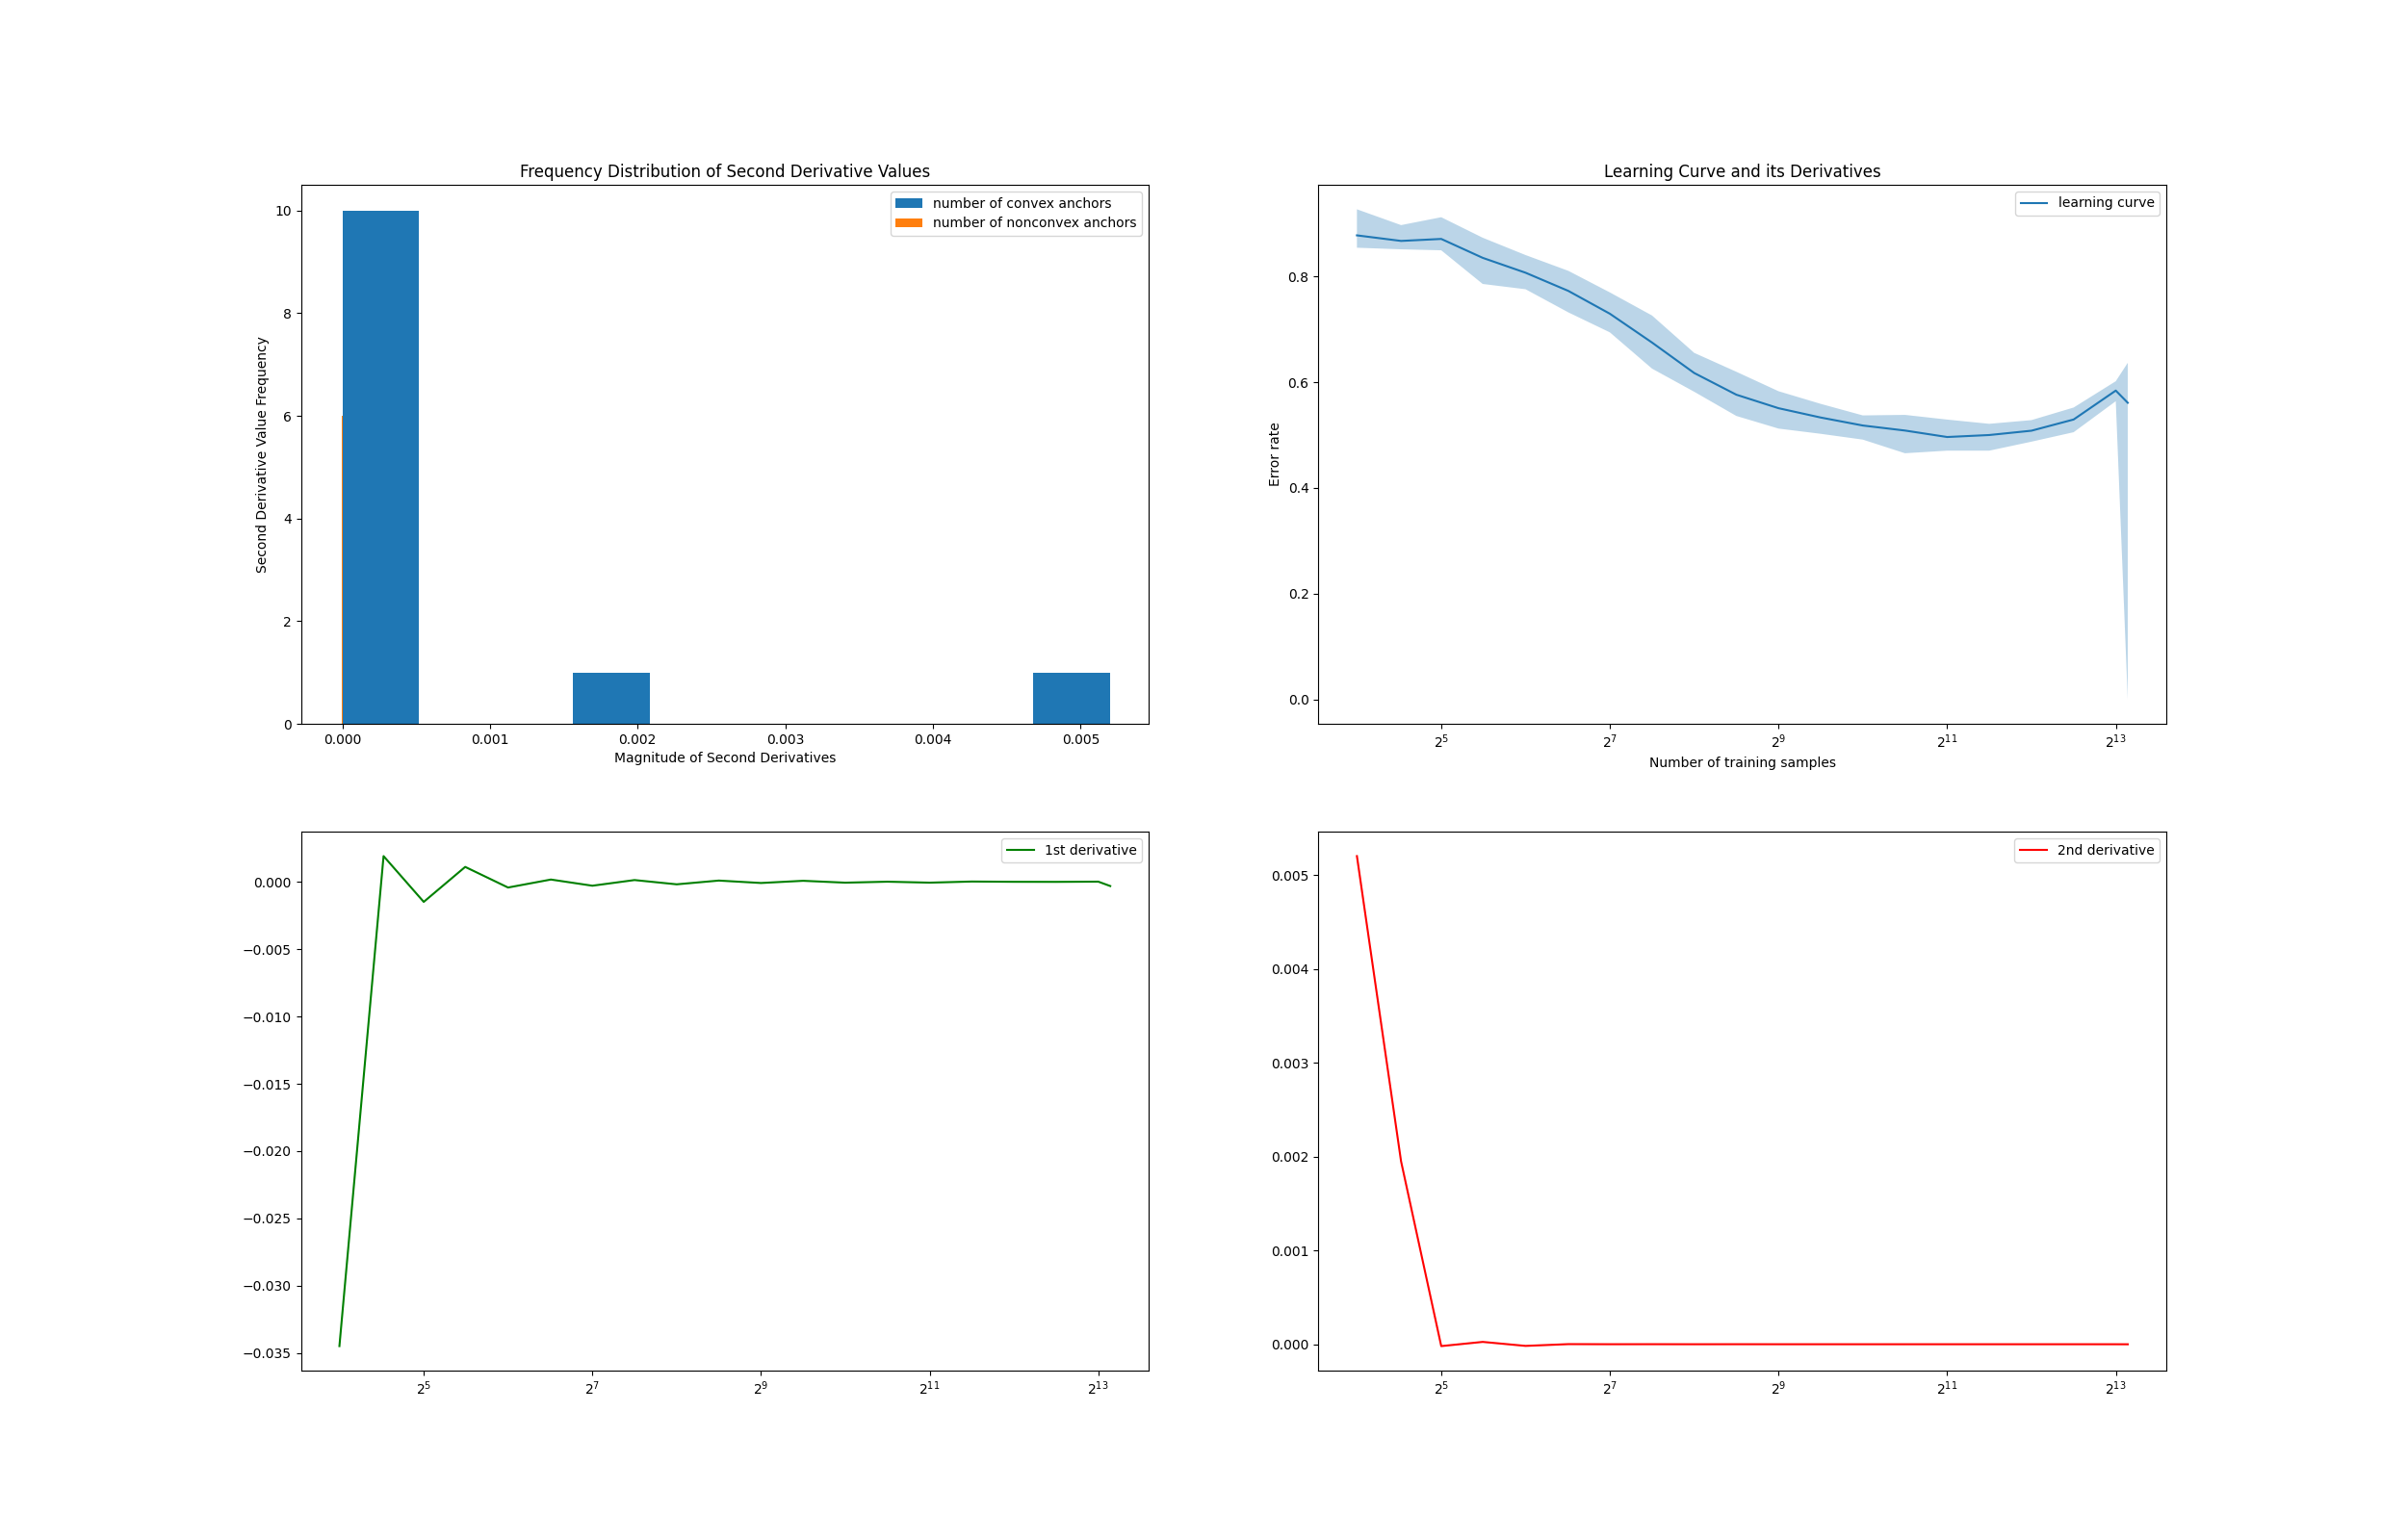 Frequency Distribution of Second Derivative Values
number of convex anchors
number of nonconvex anchors
10
8
6
4
2
0
Second Derivative Value Frequency
0.000 0.001 0.002 0.003 0.004 0.005
Magnitude of Second Derivatives
Learning Curve and its Derivatives
learning curve
0.8
0.6
0.4
0.2
0.0
Error rate
2^5 2^7 2^9 2^11 2^13
Number of training samples
1st derivative
0.000
−0.005
−0.010
−0.015
−0.020
−0.025
−0.030
−0.035
2^5 2^7 2^9 2^11 2^13
2nd derivative
0.005
0.004
0.003
0.002
0.001
0.000
2^5 2^7 2^9 2^11 2^13